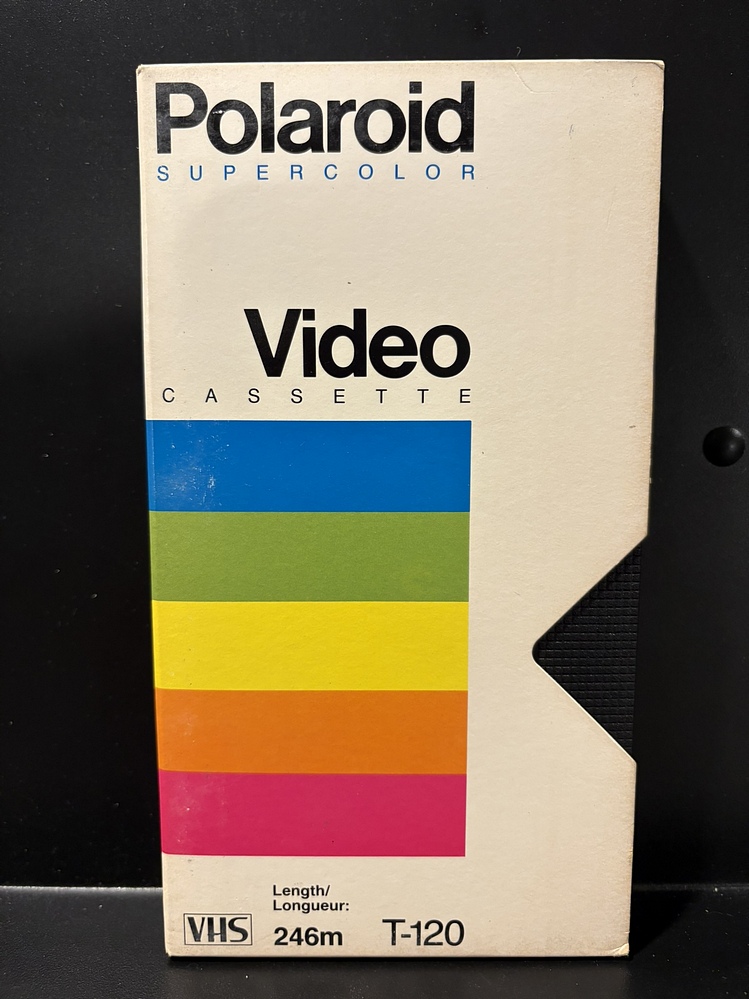 Polaroid
SUPERCOLOR
Video
CASSETTE
Length/
Longueur:
VHS 246m T-120